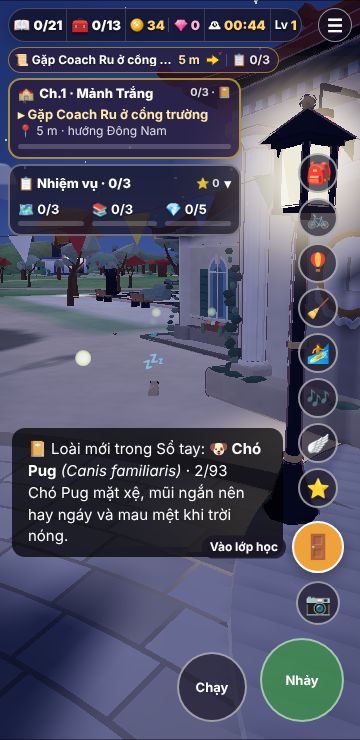 0/21 0/13 34 0 00:44 Lv 1
Gặp Coach Ru ở cổng ... 5 m 0/3
Ch.1 · Mảnh Trắng 0/3 ·
▸ Gặp Coach Ru ở cổng trường
5 m · hướng Đông Nam
Nhiệm vụ · 0/3 0 ▾
0/3 0/3 0/5
zzz
Loài mới trong Sổ tay: Chó
Pug (Canis familiaris) · 2/93
Chó Pug mặt xệ, mũi ngắn nên
hay ngáy và mau mệt khi trời
nóng.
Vào lớp học
Chạy
Nhảy